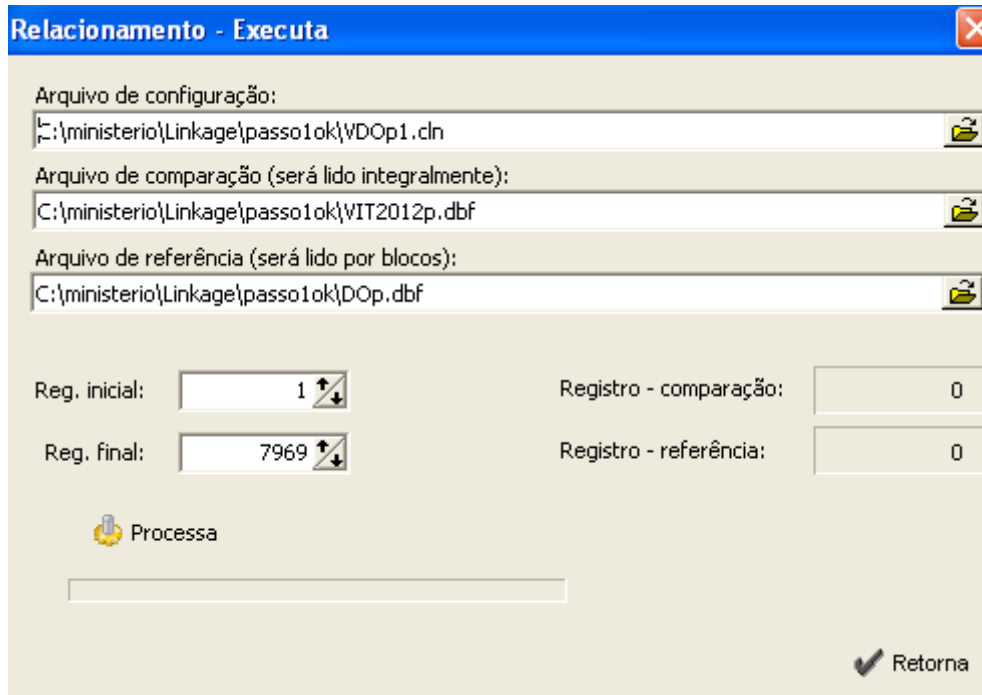 Relacionamento - Executa
Arquivo de configuração:
C:\ministerio\Linkage\passo1ok\VDOp1.cln
Arquivo de comparação (será lido integralmente):
C:\ministerio\Linkage\passo1ok\VIT2012p.dbf
Arquivo de referência (será lido por blocos):
C:\ministerio\Linkage\passo1ok\DOp.dbf
Reg. inicial: 1 Registro - comparação: 0
Reg. final: 7969 Registro - referência: 0
Processa
Retorna